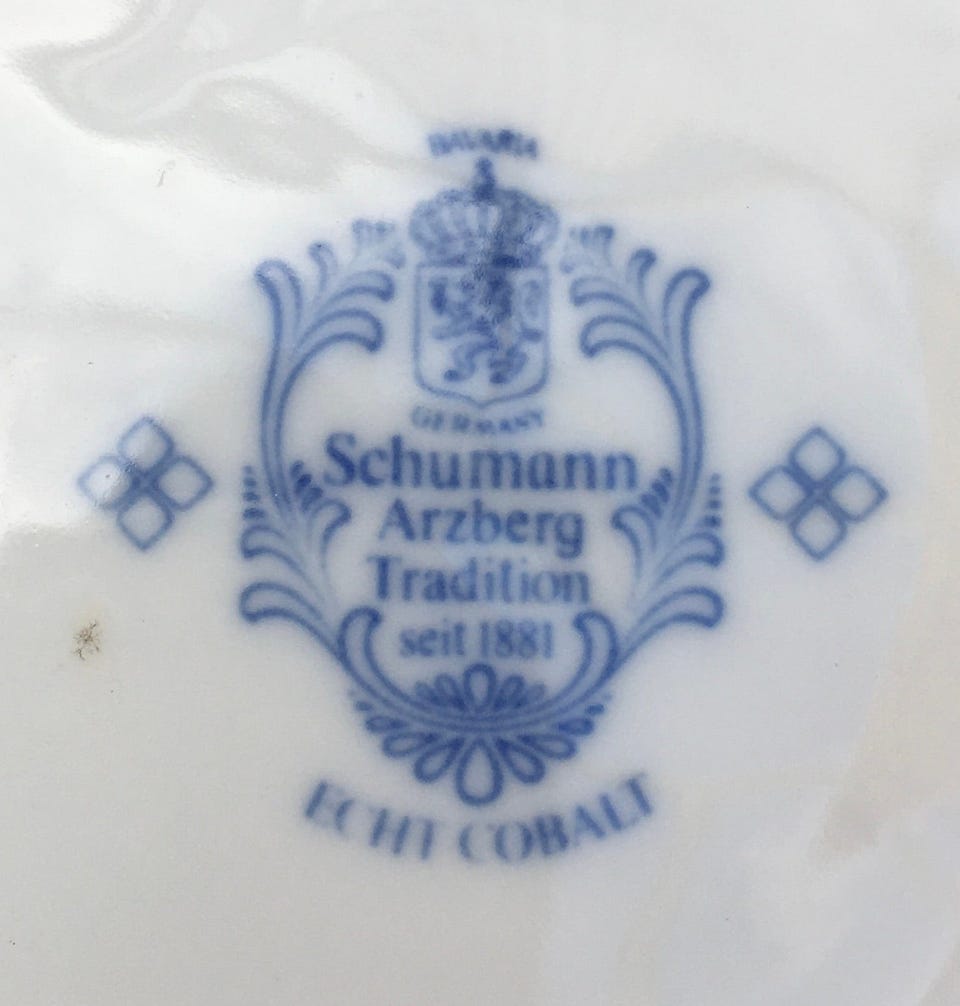 BAVARIA
GERMANY
Schumann
Arzberg
Tradition
seit 1881
ECHT COBALT